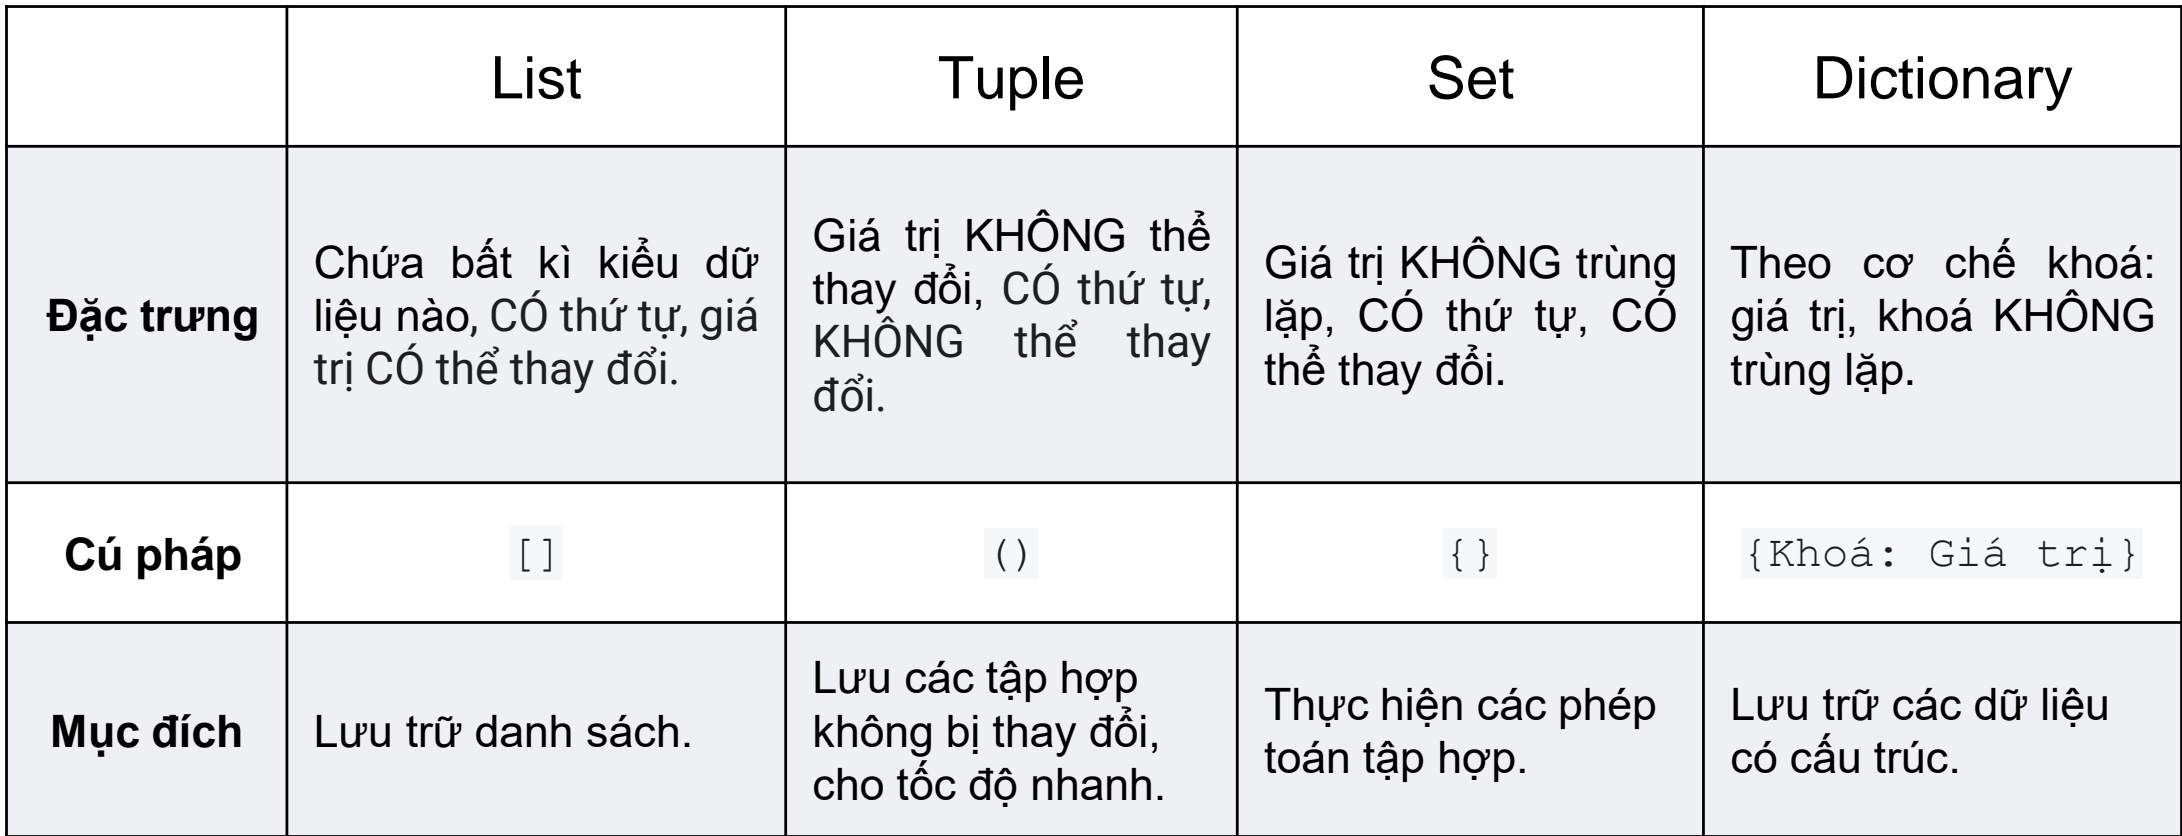 List Tuple Set Dictionary
Đặc trưng
Chứa bất kì kiểu dữ
liệu nào, CÓ thứ tự, giá
trị CÓ thể thay đổi.
Giá trị KHÔNG thể
thay đổi, CÓ thứ tự,
KHÔNG thể thay
đổi.
Giá trị KHÔNG trùng
lặp, CÓ thứ tự, CÓ
thể thay đổi.
Theo cơ chế khoá:
giá trị, khoá KHÔNG
trùng lặp.
Cú pháp [] () {} {Khoá: Giá trị}
Mục đích
Lưu trữ danh sách.
Lưu các tập hợp
không bị thay đổi,
cho tốc độ nhanh.
Thực hiện các phép
toán tập hợp.
Lưu trữ các dữ liệu
có cấu trúc.